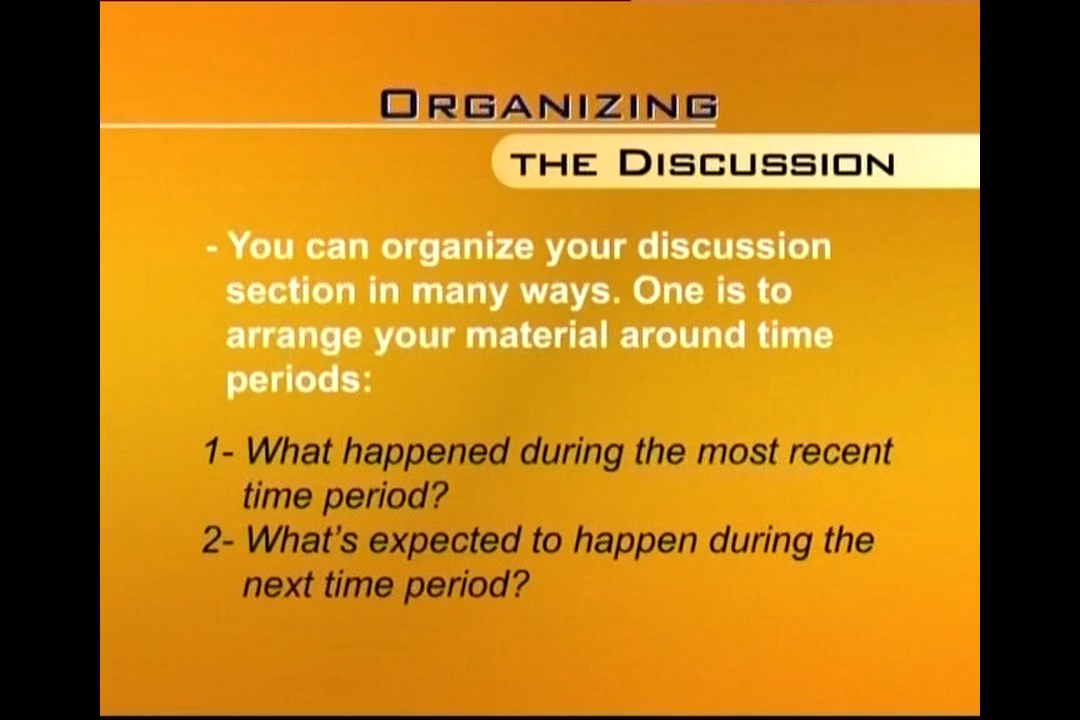 ORGANIZING
THE DISCUSSION
- You can organize your discussion
section in many ways. One is to
arrange your material around time
periods:
1- What happened during the most recent
time period?
2- What's expected to happen during the
next time period?